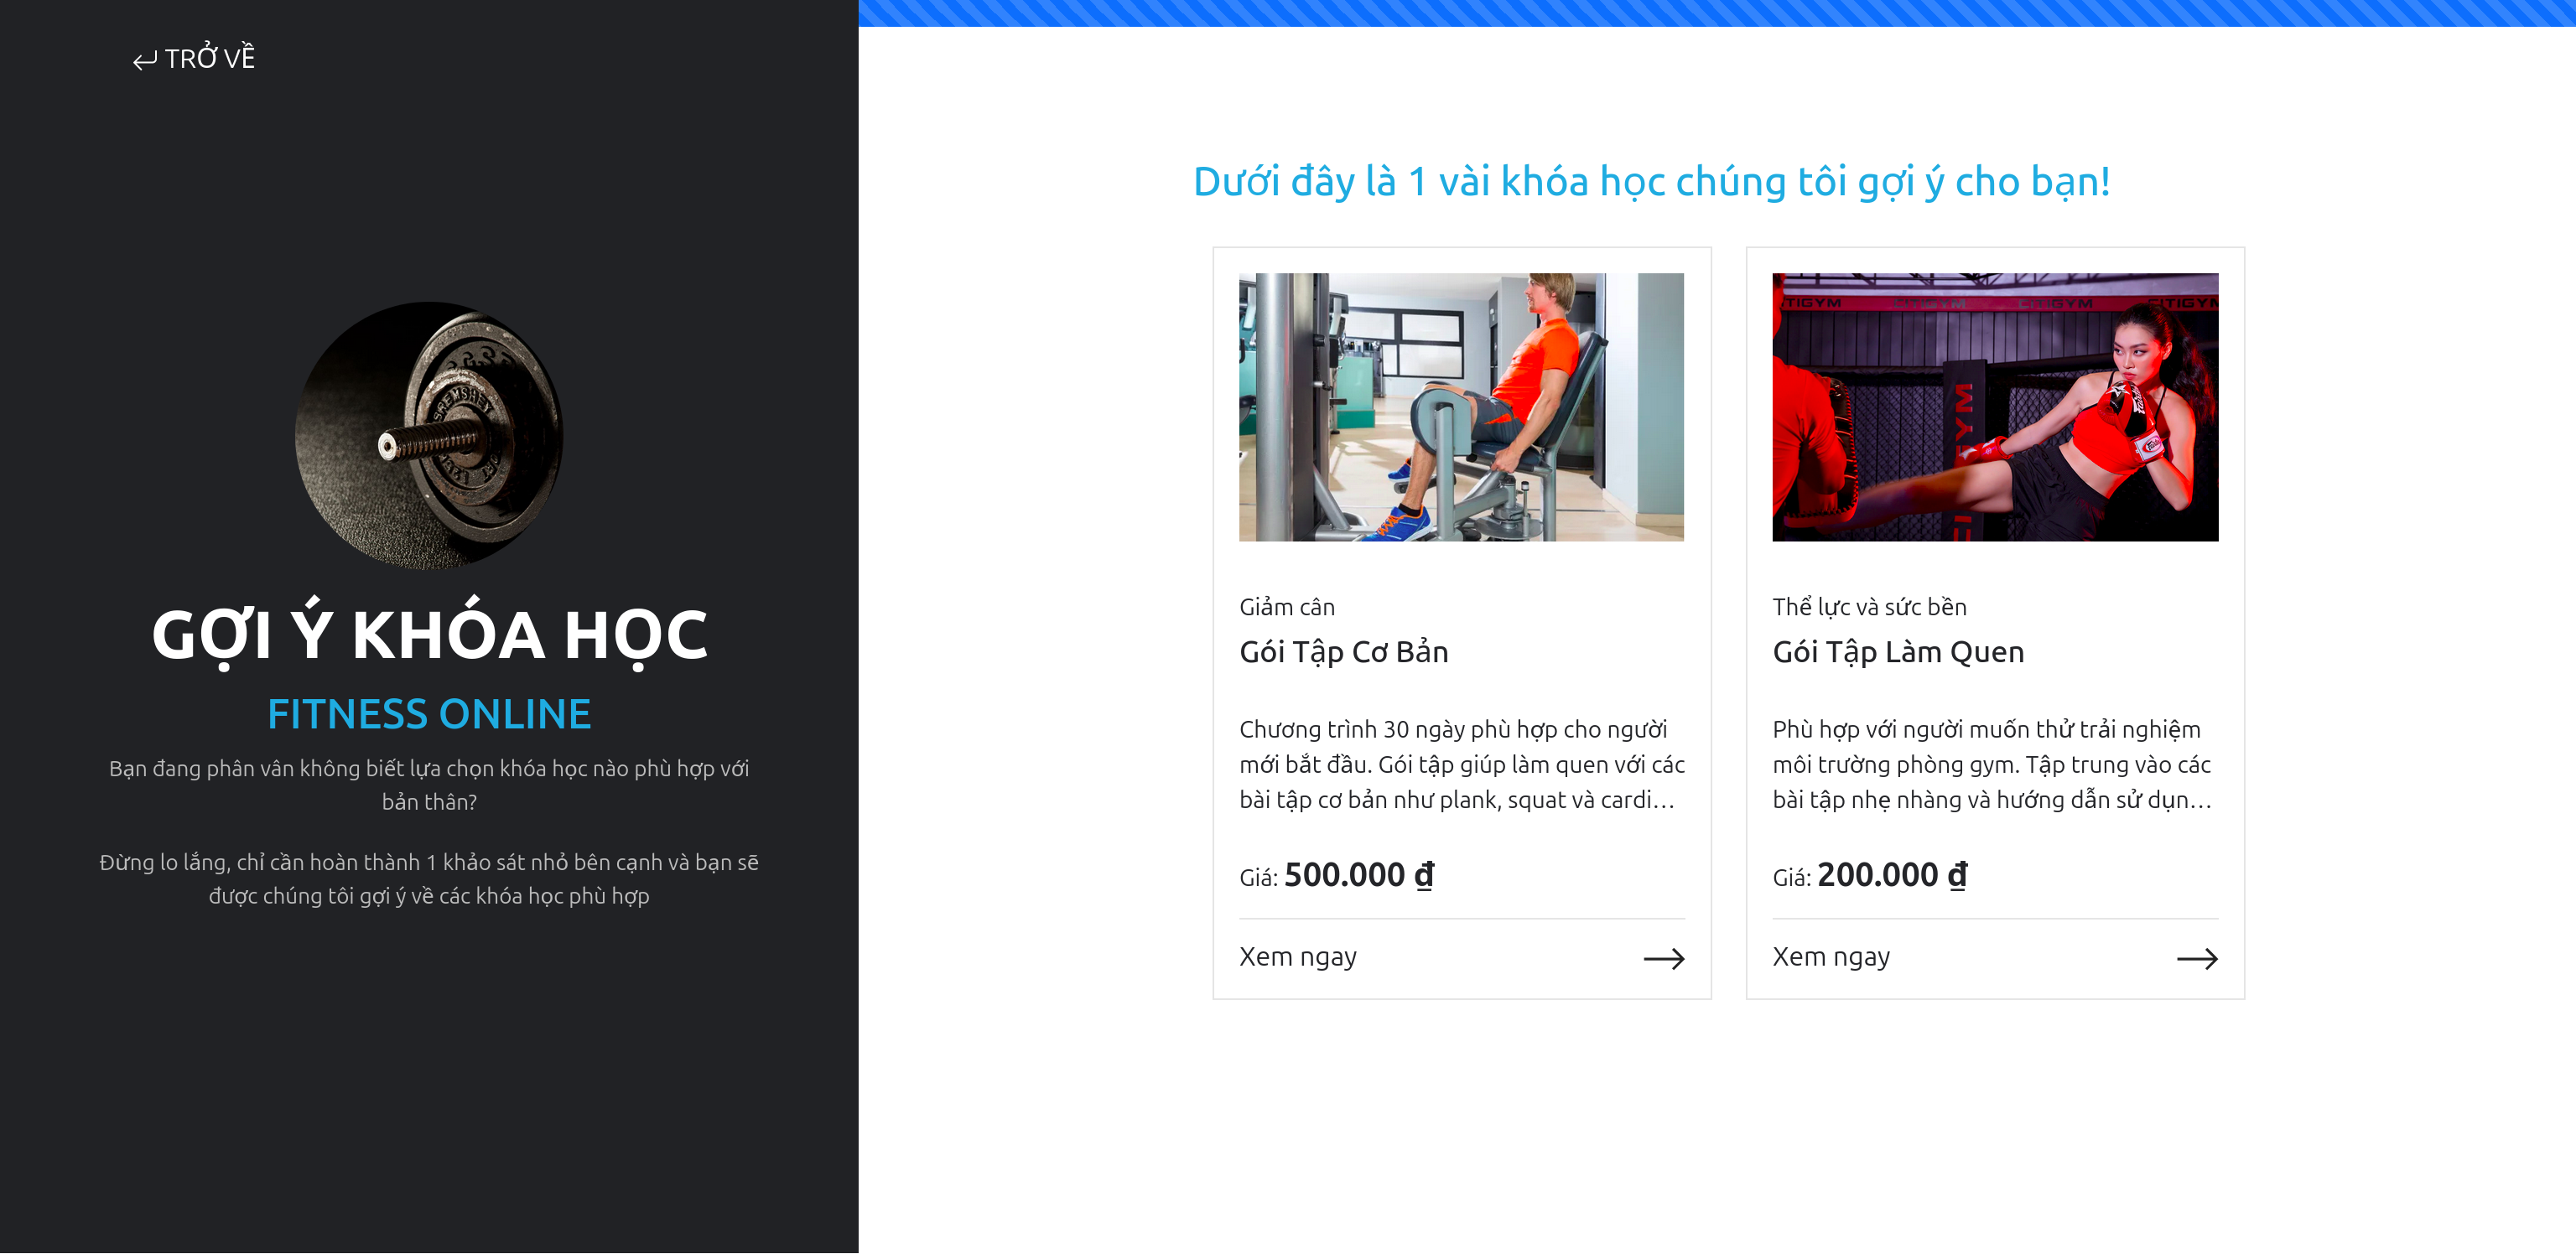 TRỞ VỀ
GỢI Ý KHÓA HỌC
FITNESS ONLINE
Bạn đang phân vân không biết lựa chọn khóa học nào phù hợp với
bản thân?
Đừng lo lắng, chỉ cần hoàn thành 1 khảo sát nhỏ bên cạnh và bạn sẽ
được chúng tôi gợi ý về các khóa học phù hợp
Dưới đây là 1 vài khóa học chúng tôi gợi ý cho bạn!
Giảm cân
Gói Tập Cơ Bản
Chương trình 30 ngày phù hợp cho người
mới bắt đầu. Gói tập giúp làm quen với các
bài tập cơ bản như plank, squat và cardi…
Giá: 500.000 ₫
Xem ngay
CITIGYM
CITIGYM
CITIGYM
Thể lực và sức bền
Gói Tập Làm Quen
Phù hợp với người muốn thử trải nghiệm
môi trường phòng gym. Tập trung vào các
bài tập nhẹ nhàng và hướng dẫn sử dụn…
Giá: 200.000 ₫
Xem ngay